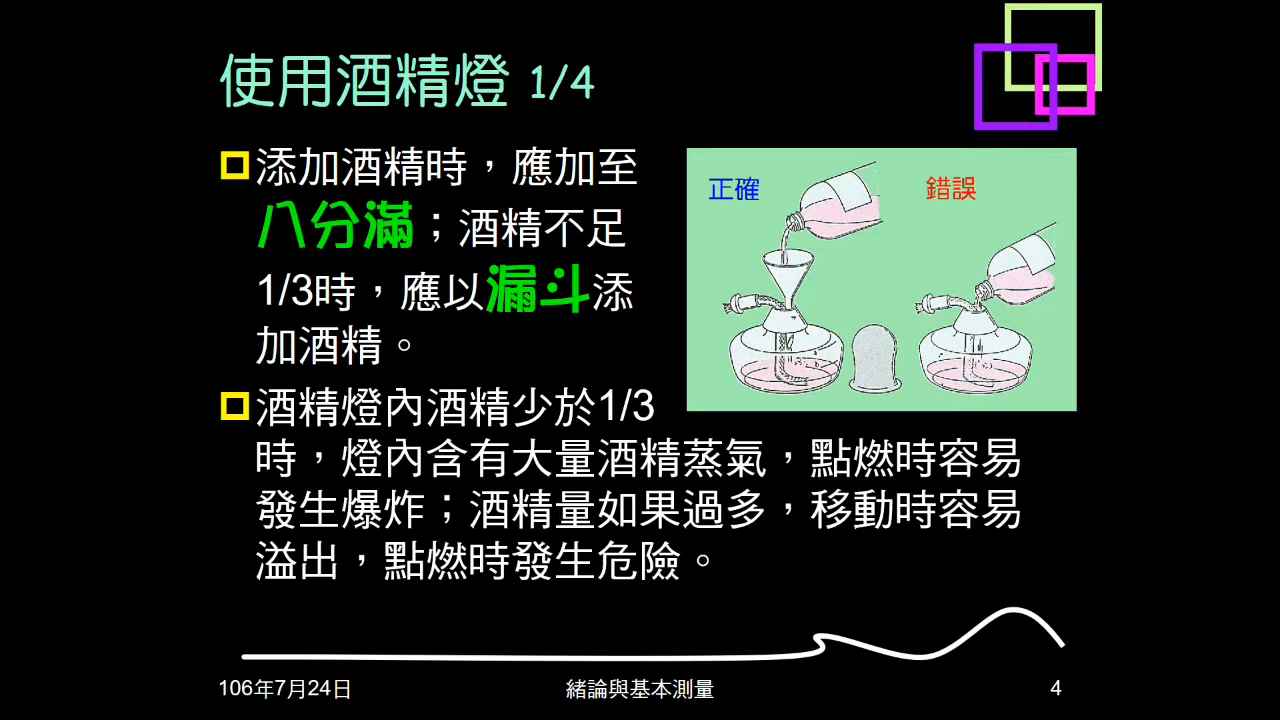 使用酒精燈 1/4
添加酒精時，應加至
八分滿；酒精不足
1/3時，應以漏斗添
加酒精。
正確
錯誤
酒精燈內酒精少於1/3
時，燈內含有大量酒精蒸氣，點燃時容易
發生爆炸；酒精量如果過多，移動時容易
溢出，點燃時發生危險。
106年7月24日
緒論與基本測量
4